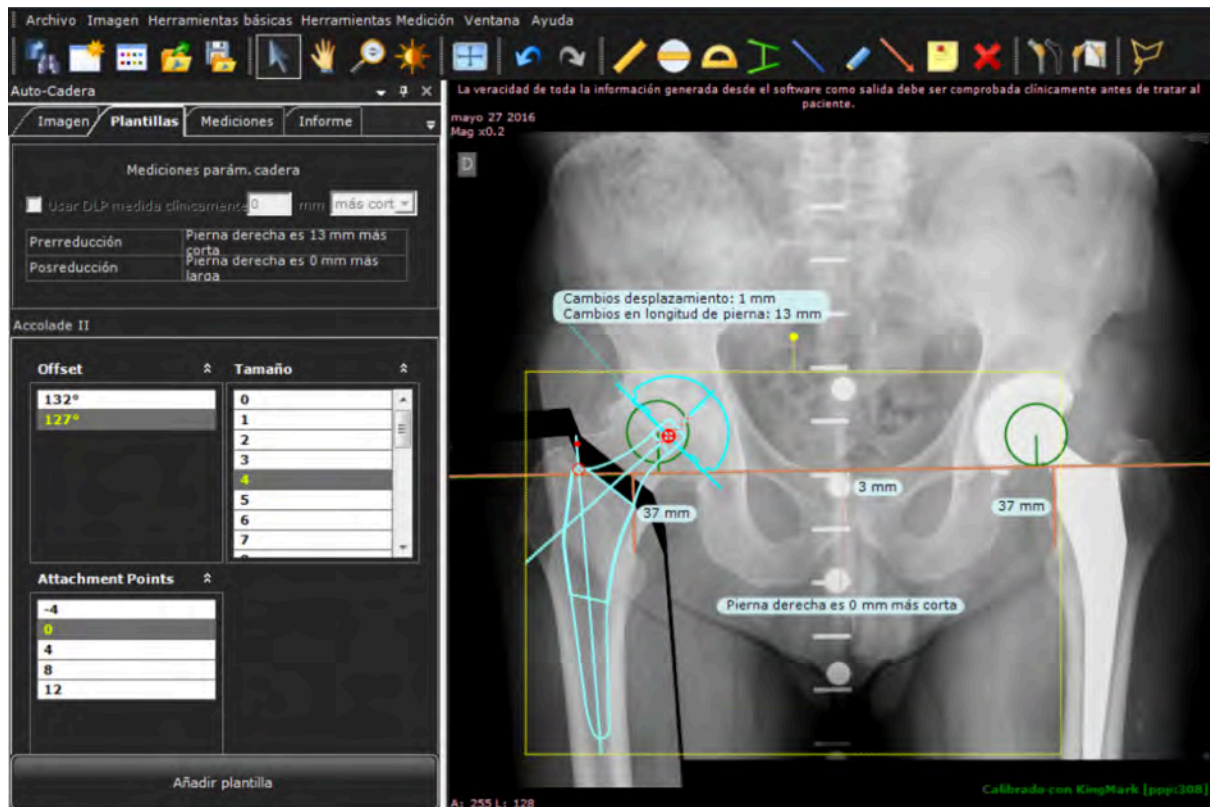 Archivo Imagen Herramientas básicas Herramientas Medición Ventana Ayuda
Auto-Cadera
Imagen Plantillas Mediciones Informe
Mediciones parám. cadera
Usar DLP medida clínicamente 0 mm más cort
Prerreducción Pierna derecha es 13 mm más corta
Posreducción Pierna derecha es 0 mm más larga
Accolade II
Offset
132°
127°
Tamaño
0
1
2
3
4
5
6
7
Attachment Points
-4
0
4
8
12
Añadir plantilla
La veracidad de toda la información generada desde el software como salida debe ser comprobada clínicamente antes de tratar al
paciente.
mayo 27 2016
Mag x0.2
D
Cambios desplazamiento: 1 mm
Cambios en longitud de pierna: 13 mm
3 mm
37 mm
37 mm
Pierna derecha es 0 mm más corta
Calibrado con KingMark [ppp:308]
A: 255 L: 128